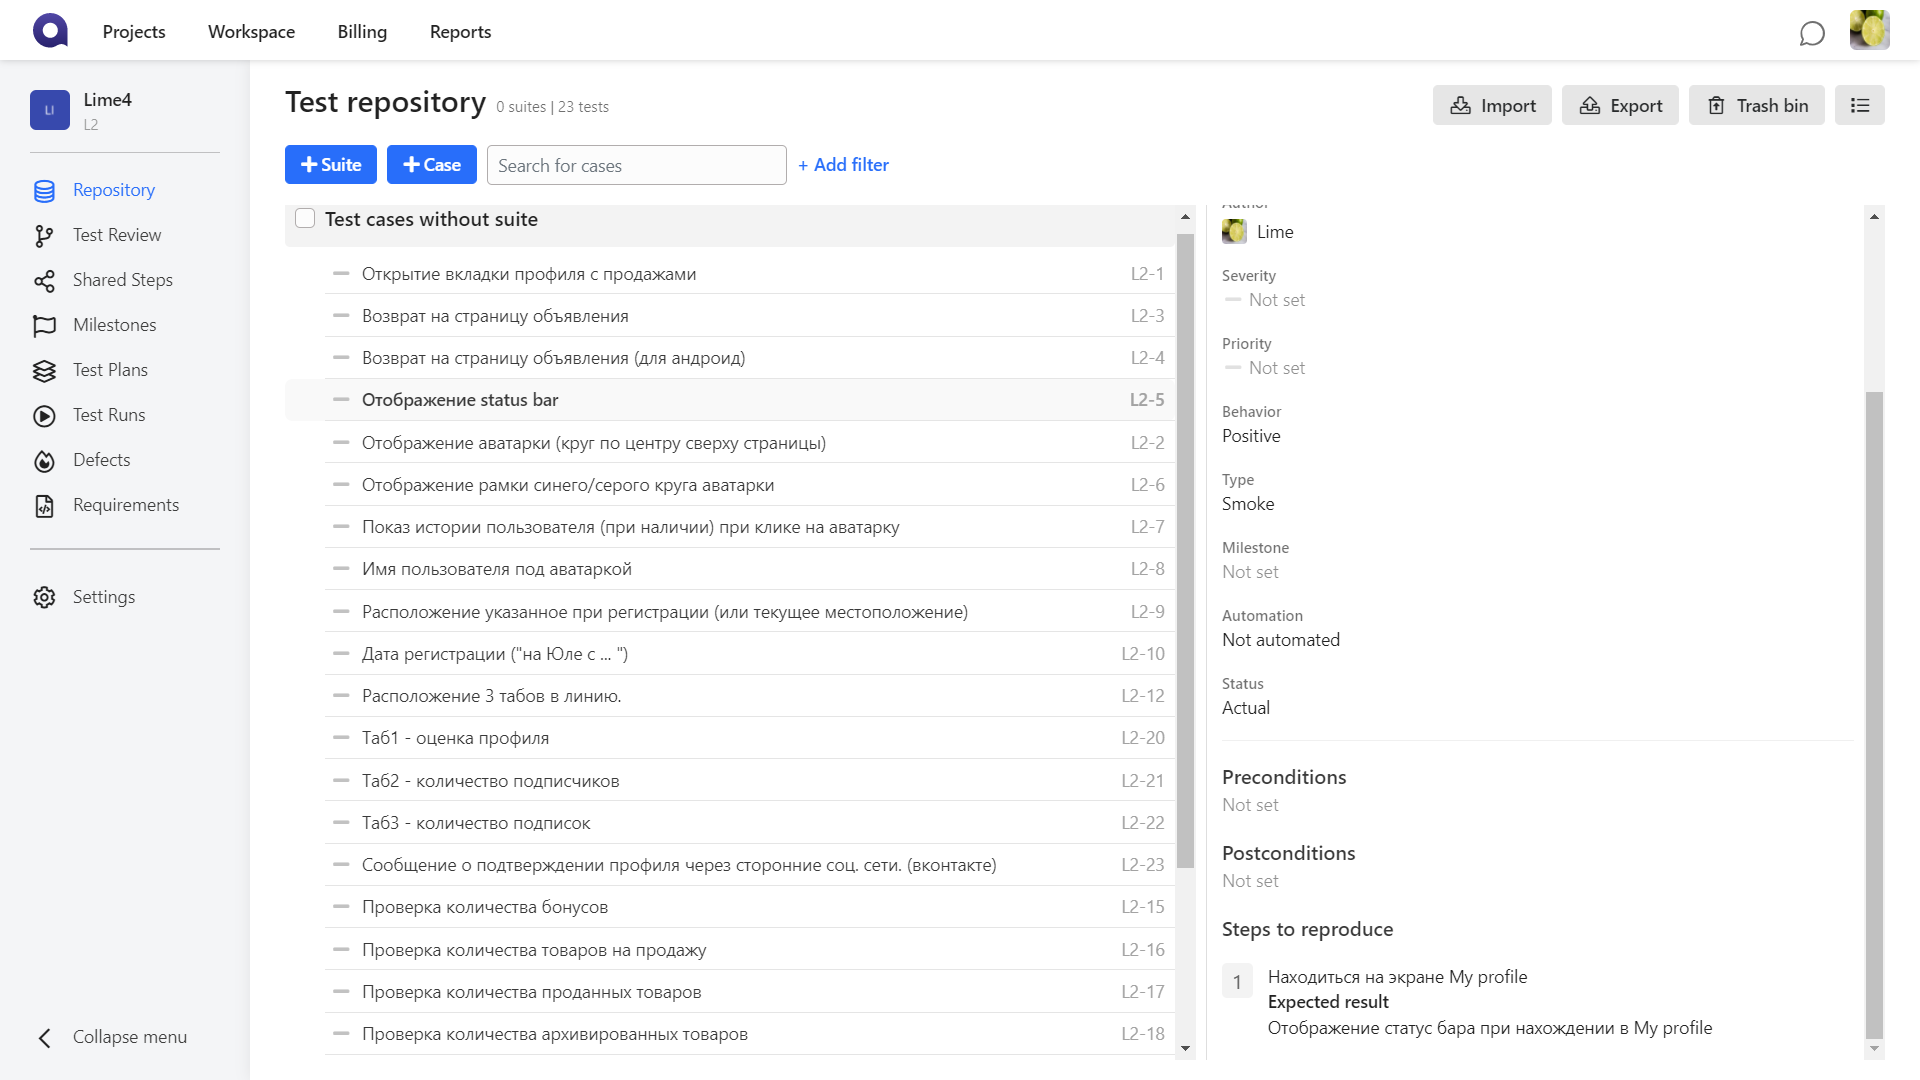 Projects
Workspace
Billing
Reports
LI
Lime4
L2
Repository
Test Review
Shared Steps
Milestones
Test Plans
Test Runs
Defects
Requirements
Settings
Collapse menu
Test repository 0 suites | 23 tests
Import
Export
Trash bin
+ Suite
+ Case
Search for cases
+ Add filter
Test cases without suite
Открытие вкладки профиля с продажами L2-1
Возврат на страницу объявления L2-3
Возврат на страницу объявления (для андроид) L2-4
Отображение status bar L2-5
Отображение аватарки (круг по центру сверху страницы) L2-2
Отображение рамки синего/серого круга аватарки L2-6
Показ истории пользователя (при наличии) при клике на аватарку L2-7
Имя пользователя под аватаркой L2-8
Расположение указанное при регистрации (или текущее местоположение) L2-9
Дата регистрации ("на Юле с ... ") L2-10
Расположение 3 табов в линию. L2-12
Таб1 - оценка профиля L2-20
Таб2 - количество подписчиков L2-21
Таб3 - количество подписок L2-22
Сообщение о подтверждении профиля через сторонние соц. сети. (вконтакте) L2-23
Проверка количества бонусов L2-15
Проверка количества товаров на продажу L2-16
Проверка количества проданных товаров L2-17
Проверка количества архивированных товаров L2-18
Author
Lime
Severity
Not set
Priority
Not set
Behavior
Positive
Type
Smoke
Milestone
Not set
Automation
Not automated
Status
Actual
Preconditions
Not set
Postconditions
Not set
Steps to reproduce
1
Находиться на экране My profile
Expected result
Отображение статус бара при нахождении в My profile